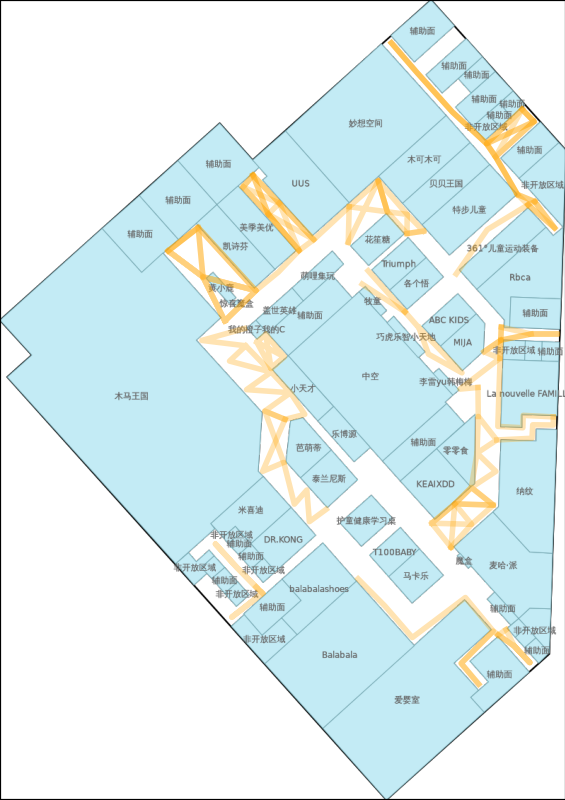 辅助面
辅助面
辅助面
辅助面
辅助面
辅助面
非开放区域
妙想空间
辅助面
木可木可
辅助面
UUS
贝贝王国
非开放区域
辅助面
特步儿童
美季美优
花笙糖
辅助面
凯诗芬
361°儿童运动装备
Triumph
萌哩集玩
Rbca
各个悟
黄小鹿
牧童
惊喜魔盒
盖世英雄
辅助面
辅助面
ABC KIDS
我的橙子我的C
巧虎乐智小天地
MIJA
非开放区域
辅助面
中空
李雷yu韩梅梅
小天才
木马王国
La nouvelle FAMIL
乐博源
辅助面
芭萌蒂
零零食
泰兰尼斯
KEAIXDD
纳纹
米喜迪
护童健康学习桌
非开放区域
DR.KONG
辅助面
T100BABY
辅助面
魔盒
麦哈·派
非开放区域
非开放区域
马卡乐
辅助面
balabalashoes
非开放区域
辅助面
辅助面
非开放区域
非开放区域
辅助面
Balabala
辅助面
爱婴室